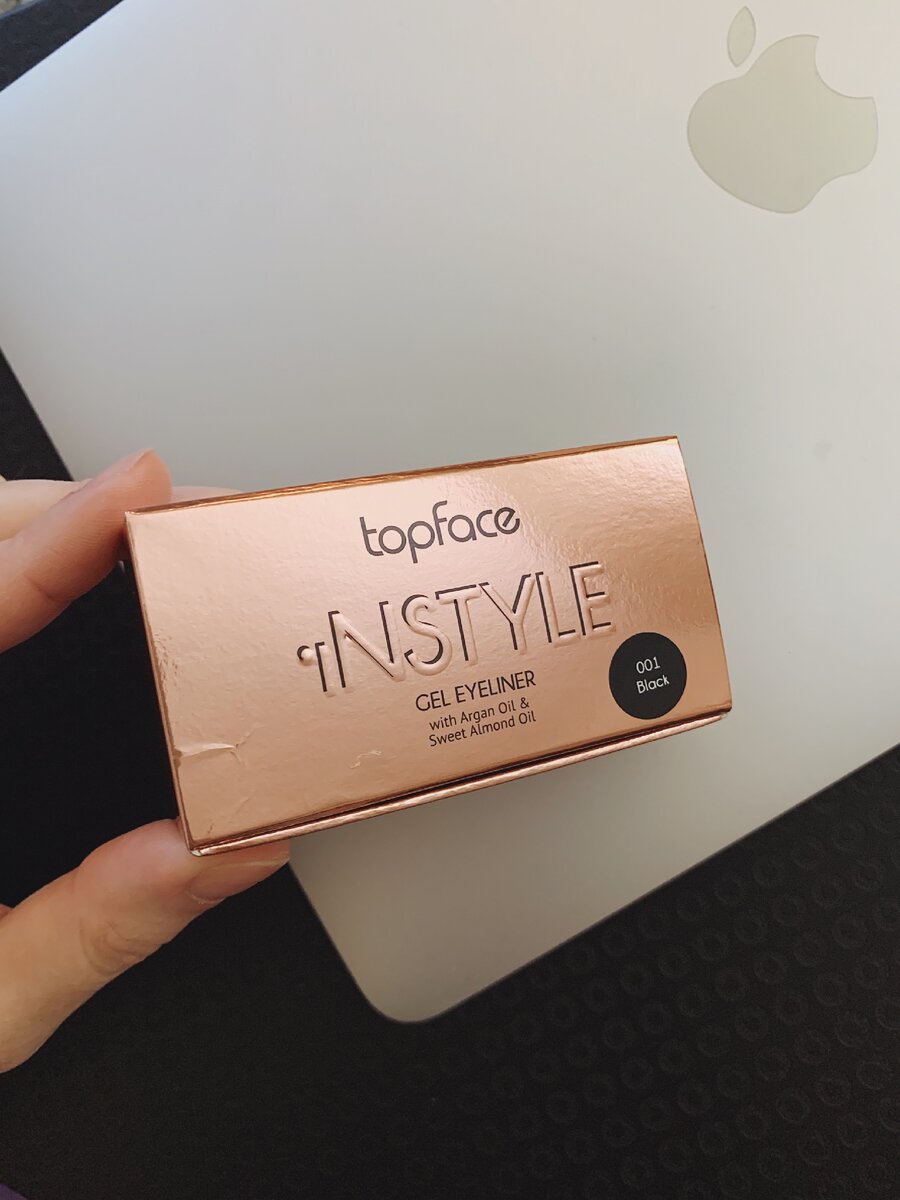 topface
iNSTYLE
GEL EYELINER
with Argan Oil &
Sweet Almond Oil
001
Black